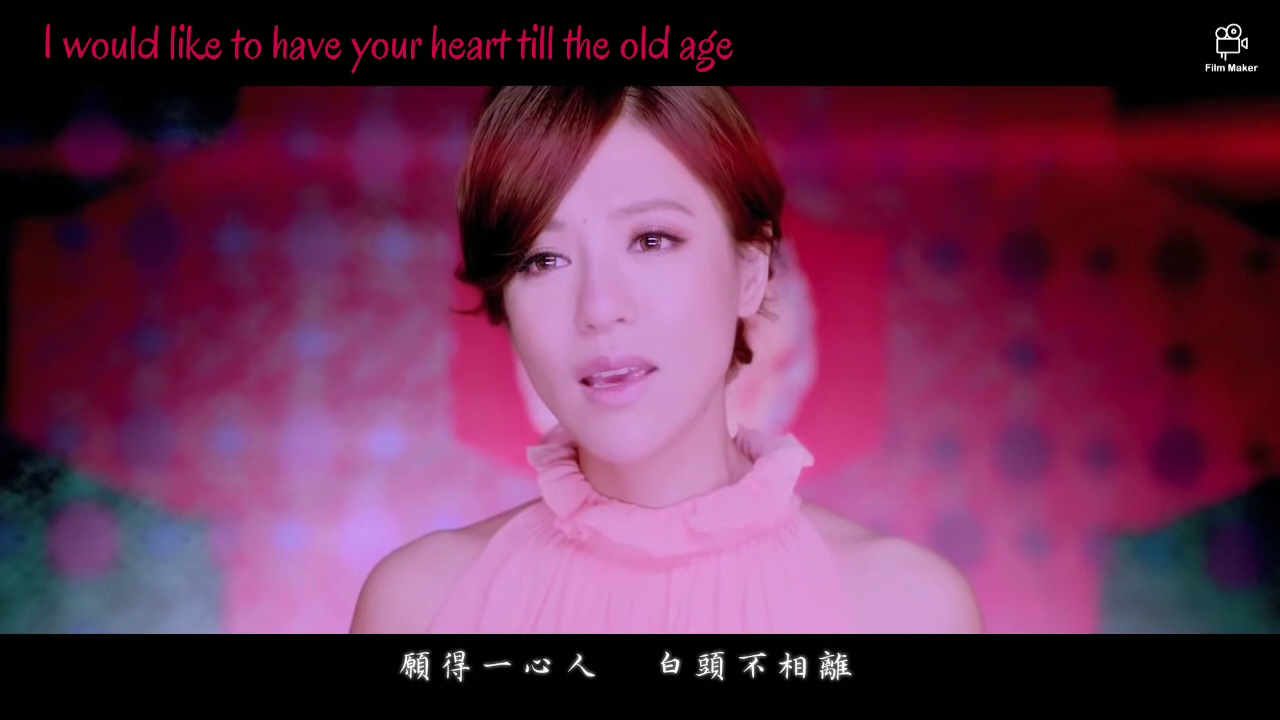 I would like to have your heart till the old age
Film Maker
願得一心人 白頭不相離